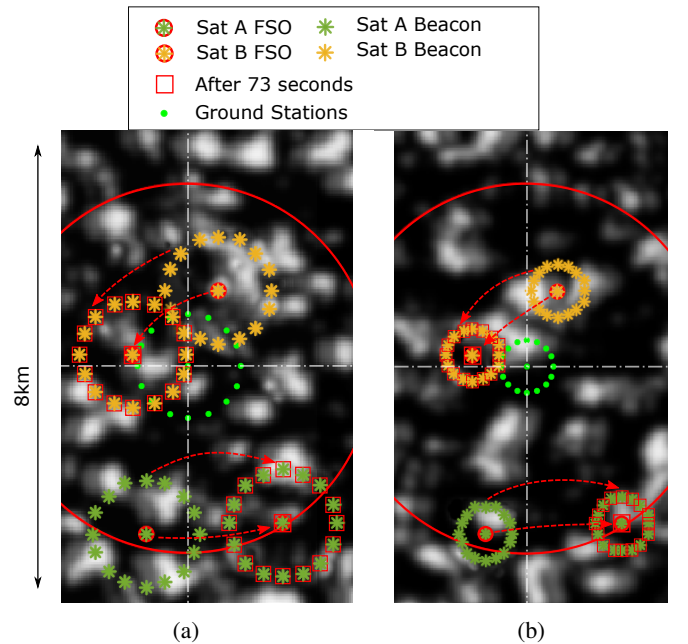 Sat A FSO Sat A Beacon
Sat B FSO Sat B Beacon
After 73 seconds
Ground Stations
8km
(a) (b)